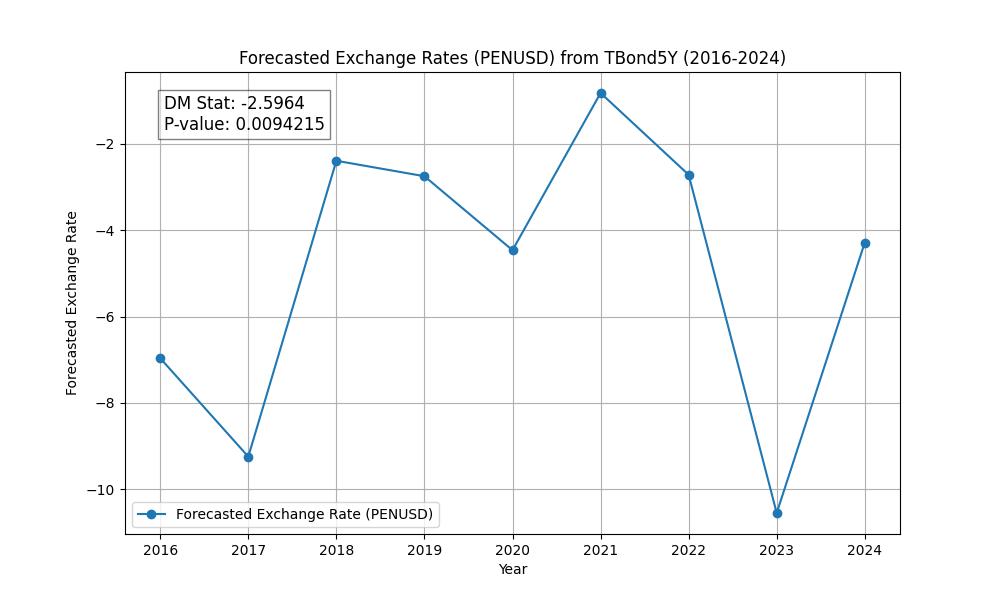 Forecasted Exchange Rates (PENUSD) from TBond5Y (2016-2024)
DM Stat: -2.5964
P-value: 0.0094215
Forecasted Exchange Rate
−2
−4
−6
−8
−10
Forecasted Exchange Rate (PENUSD)
2016 2017 2018 2019 2020 2021 2022 2023 2024
Year